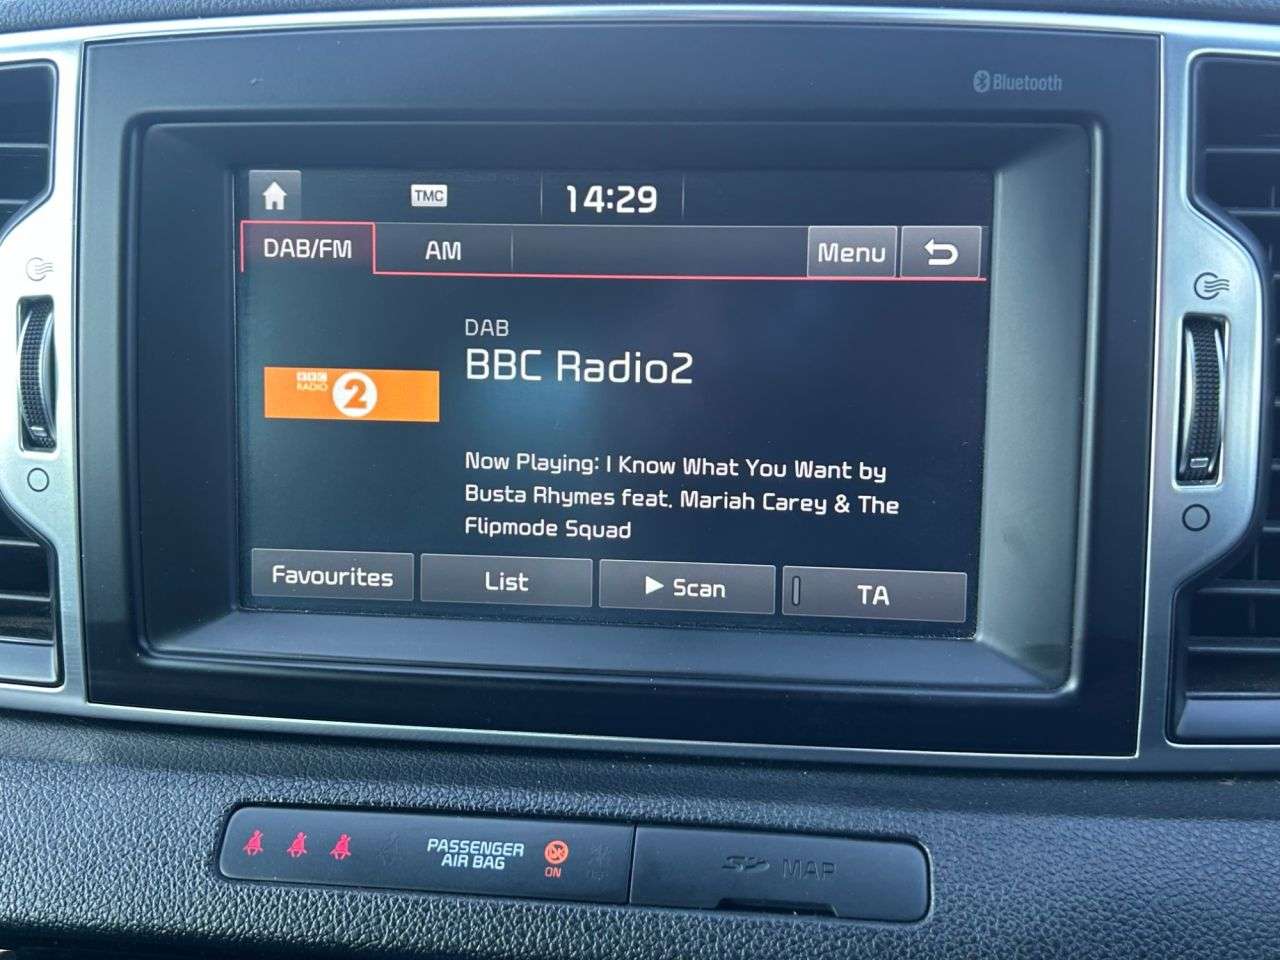 Bluetooth
TMC
14:29
DAB/FM
AM
Menu
DAB
BBC Radio2
BBC
RADIO
2
Now Playing: I Know What You Want by
Busta Rhymes feat. Mariah Carey & The
Flipmode Squad
Favourites
List
Scan
TA
PASSENGER
AIR BAG
ON
SD MAP